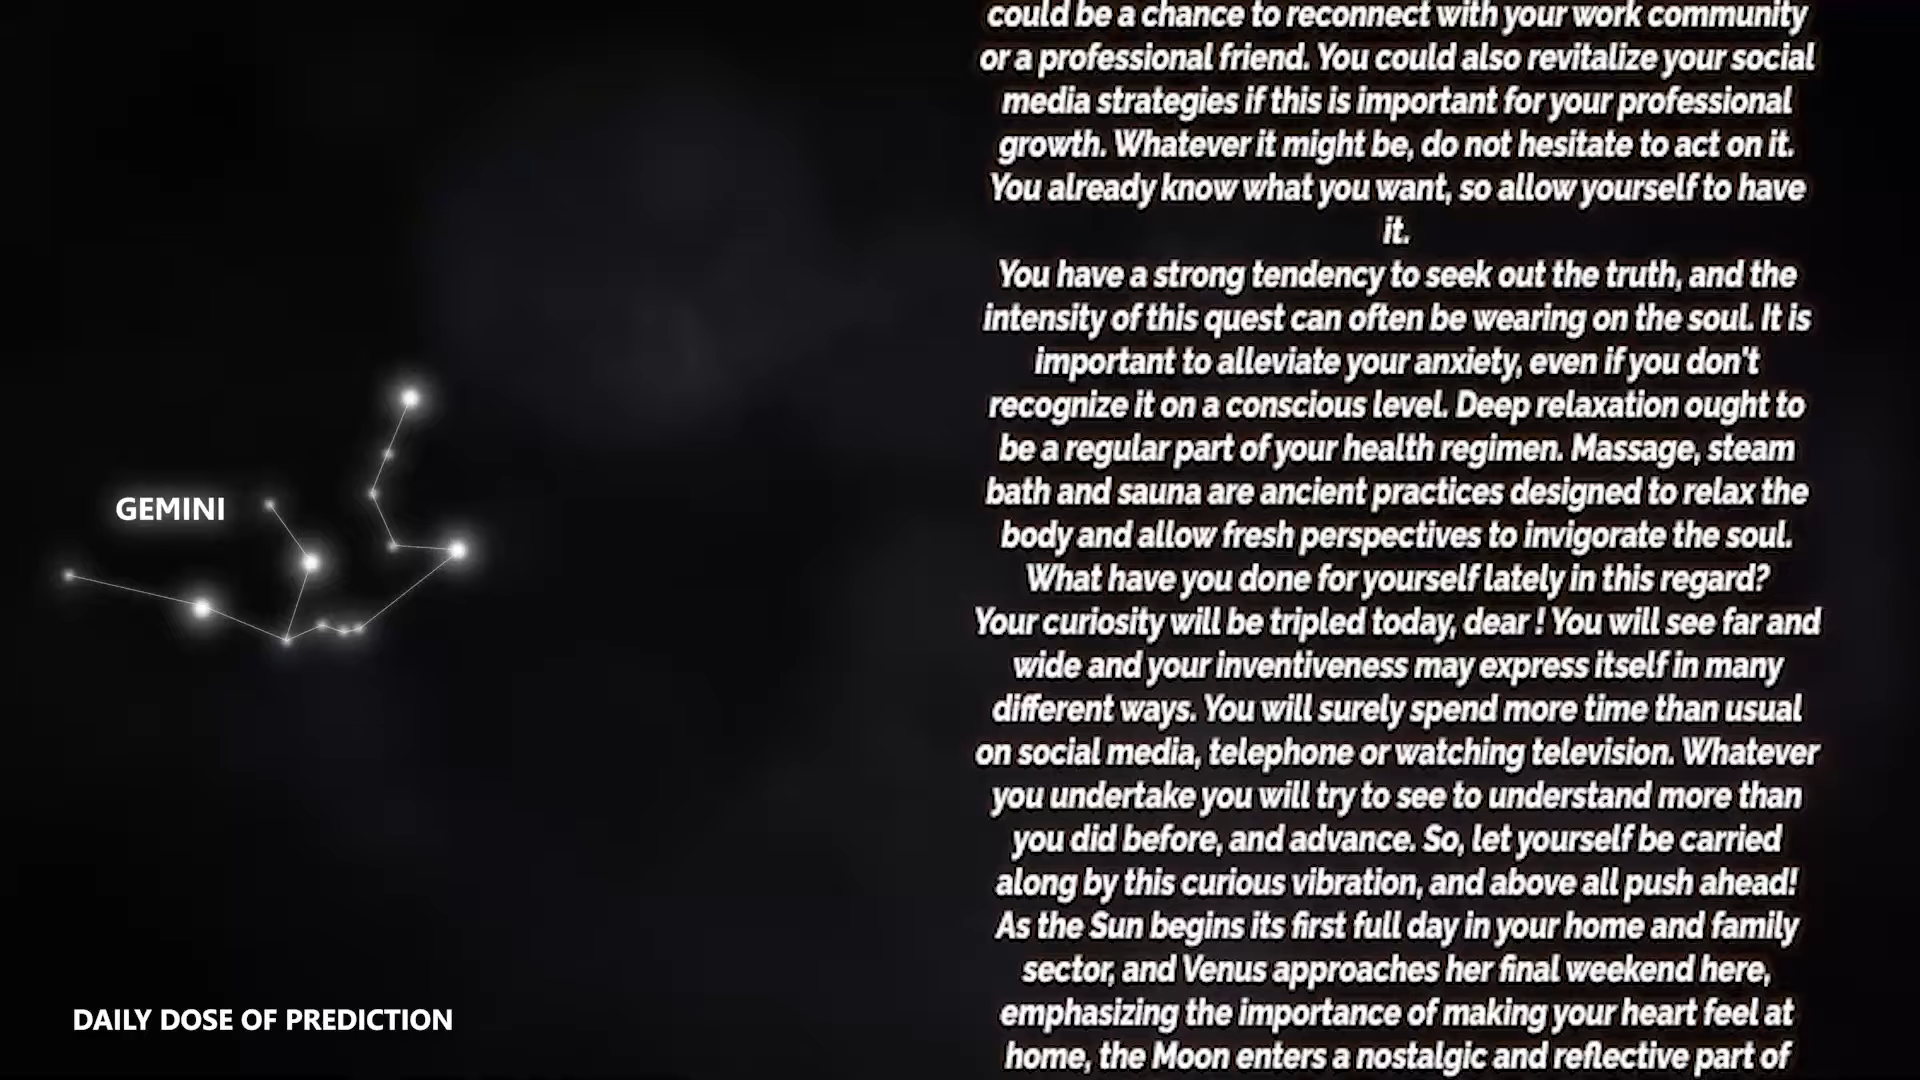 could be a chance to reconnect with your work community
or a professional friend. You could also revitalize your social
media strategies if this is important for your professional
growth. Whatever it might be, do not hesitate to act on it.
You already know what you want, so allow yourself to have
it.
You have a strong tendency to seek out the truth, and the
intensity of this quest can often be wearing on the soul. It is
important to alleviate your anxiety, even if you don't
recognize it on a conscious level. Deep relaxation ought to
be a regular part of your health regimen. Massage, steam
bath and sauna are ancient practices designed to relax the
body and allow fresh perspectives to invigorate the soul.
What have you done for yourself lately in this regard?
Your curiosity will be tripled today, dear ! You will see far and
wide and your inventiveness may express itself in many
different ways. You will surely spend more time than usual
on social media, telephone or watching television. Whatever
you undertake you will try to see to understand more than
you did before, and advance. So, let yourself be carried
along by this curious vibration, and above all push ahead!
As the Sun begins its first full day in your home and family
sector, and Venus approaches her final weekend here,
emphasizing the importance of making your heart feel at
home, the Moon enters a nostalgic and reflective part of
GEMINI
DAILY DOSE OF PREDICTION